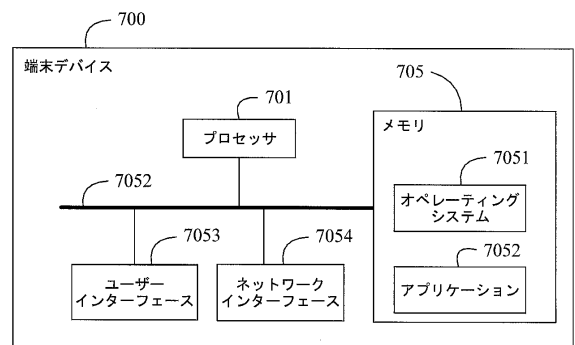 700
端末デバイス
705
701
プロセッサ
メモリ
7051
オペレーティング
システム
7052
7053
7054
7052
ユーザー
インターフェース
ネットワーク
インターフェース
アプリケーション